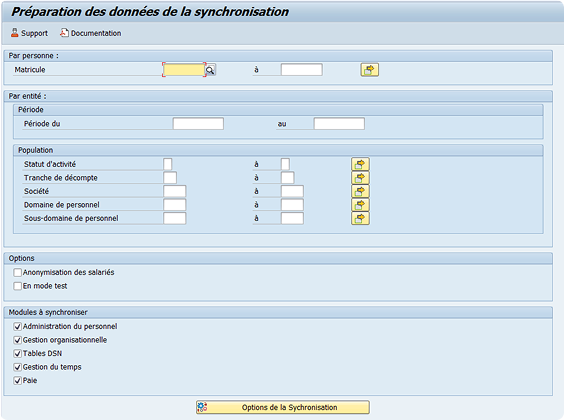 Préparation des données de la synchronisation
Support Documentation
Par personne :
Matricule à
Par entité :
Période
Période du au
Population
Statut d'activité à
Tranche de décompte à
Société à
Domaine de personnel à
Sous-domaine de personnel à
Options
Anonymisation des salariés
En mode test
Modules à synchroniser
Administration du personnel
Gestion organisationnelle
Tables DSN
Gestion du temps
Paie
Options de la Sychronisation